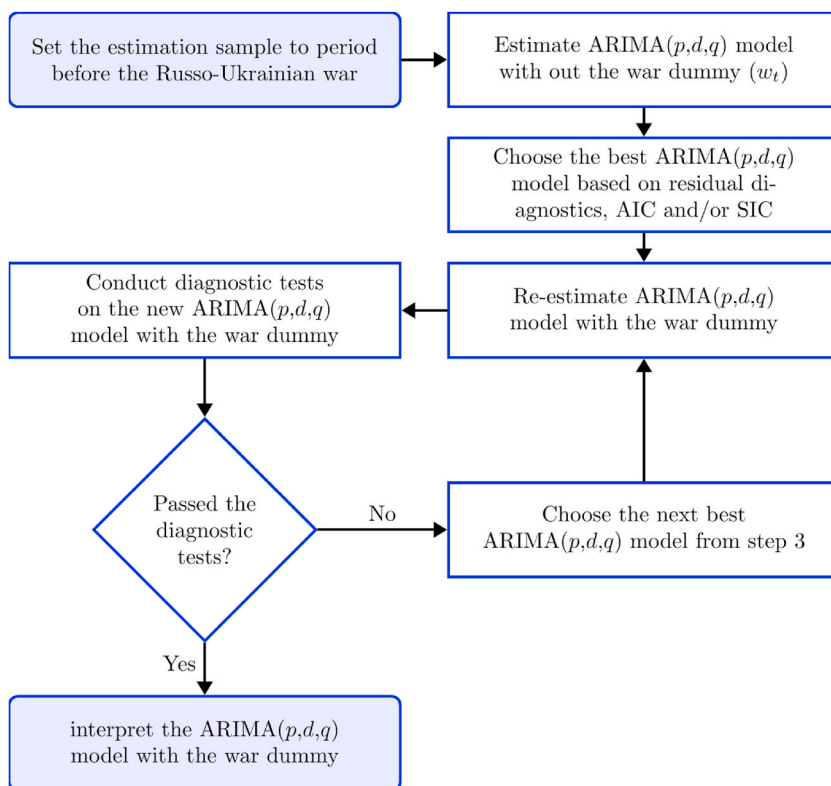 Set the estimation sample to period
before the Russo-Ukrainian war
Estimate ARIMA(p,d,q) model
with out the war dummy (wₜ)
Choose the best ARIMA(p,d,q)
model based on residual di-
agnostics, AIC and/or SIC
Re-estimate ARIMA(p,d,q)
model with the war dummy
Conduct diagnostic tests
on the new ARIMA(p,d,q)
model with the war dummy
Passed the
diagnostic
tests?
No
Choose the next best
ARIMA(p,d,q) model from step 3
Yes
interpret the ARIMA(p,d,q)
model with the war dummy